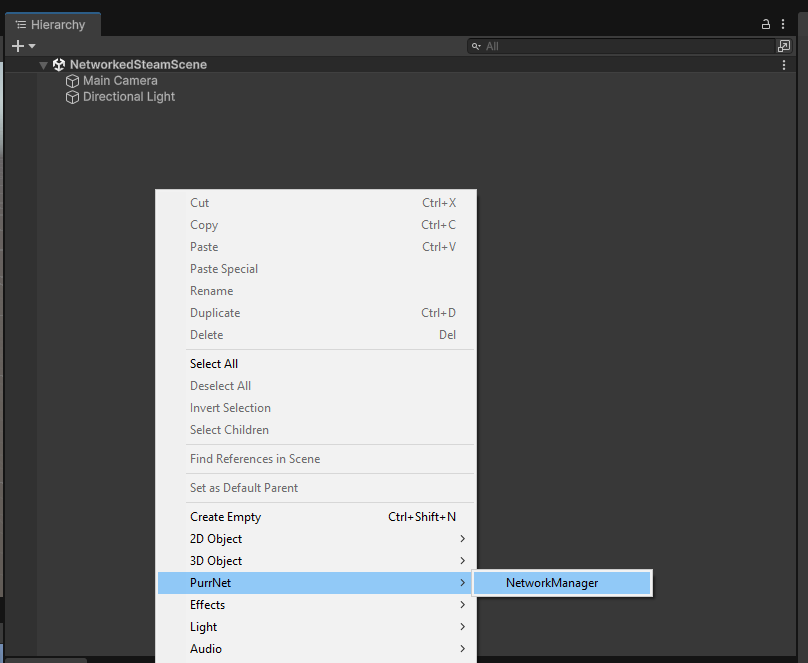 Hierarchy
All
NetworkedSteamScene
Main Camera
Directional Light
Cut Ctrl+X
Copy Ctrl+C
Paste Ctrl+V
Paste Special
Rename
Duplicate Ctrl+D
Delete Del
Select All
Deselect All
Invert Selection
Select Children
Find References in Scene
Set as Default Parent
Create Empty Ctrl+Shift+N
2D Object
3D Object
PurrNet NetworkManager
Effects
Light
Audio